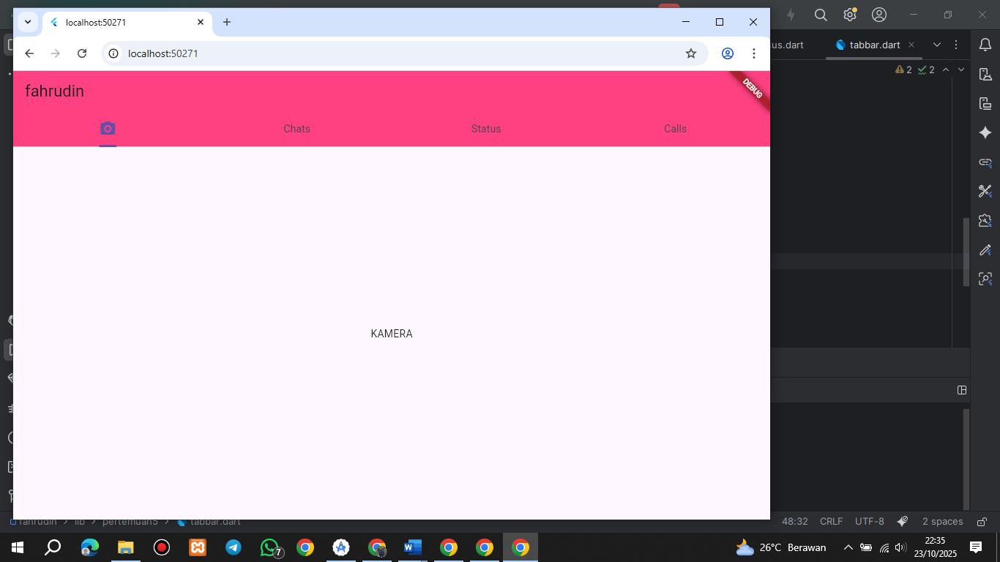 localhost:50271
localhost:50271
sus.dart
tabbar.dart
2 2
fahrudin
DEBUG
Chats
Status
Calls
KAMERA
fahrudin > lib > pertemuan5 > tabbar.dart
48:32 CRLF UTF-8 2 spaces
7
26°C Berawan
22:35
23/10/2025